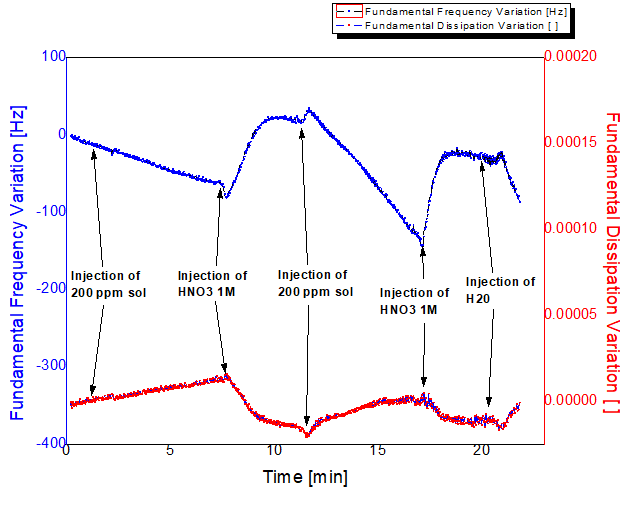 Fundamental Frequency Variation [Hz]
Fundamental Dissipation Variation [ ]
100
0
-100
-200
-300
-400
Fundamental Frequency Variation [Hz]
0.00020
0.00015
0.00010
0.00005
0.00000
Fundamental Dissipation Variation [ ]
Injection of
200 ppm sol
Injection of
HNO3 1M
Injection of
200 ppm sol
Injection of
HNO3 1M
Injection of
H20
0
5
10
15
20
Time [min]